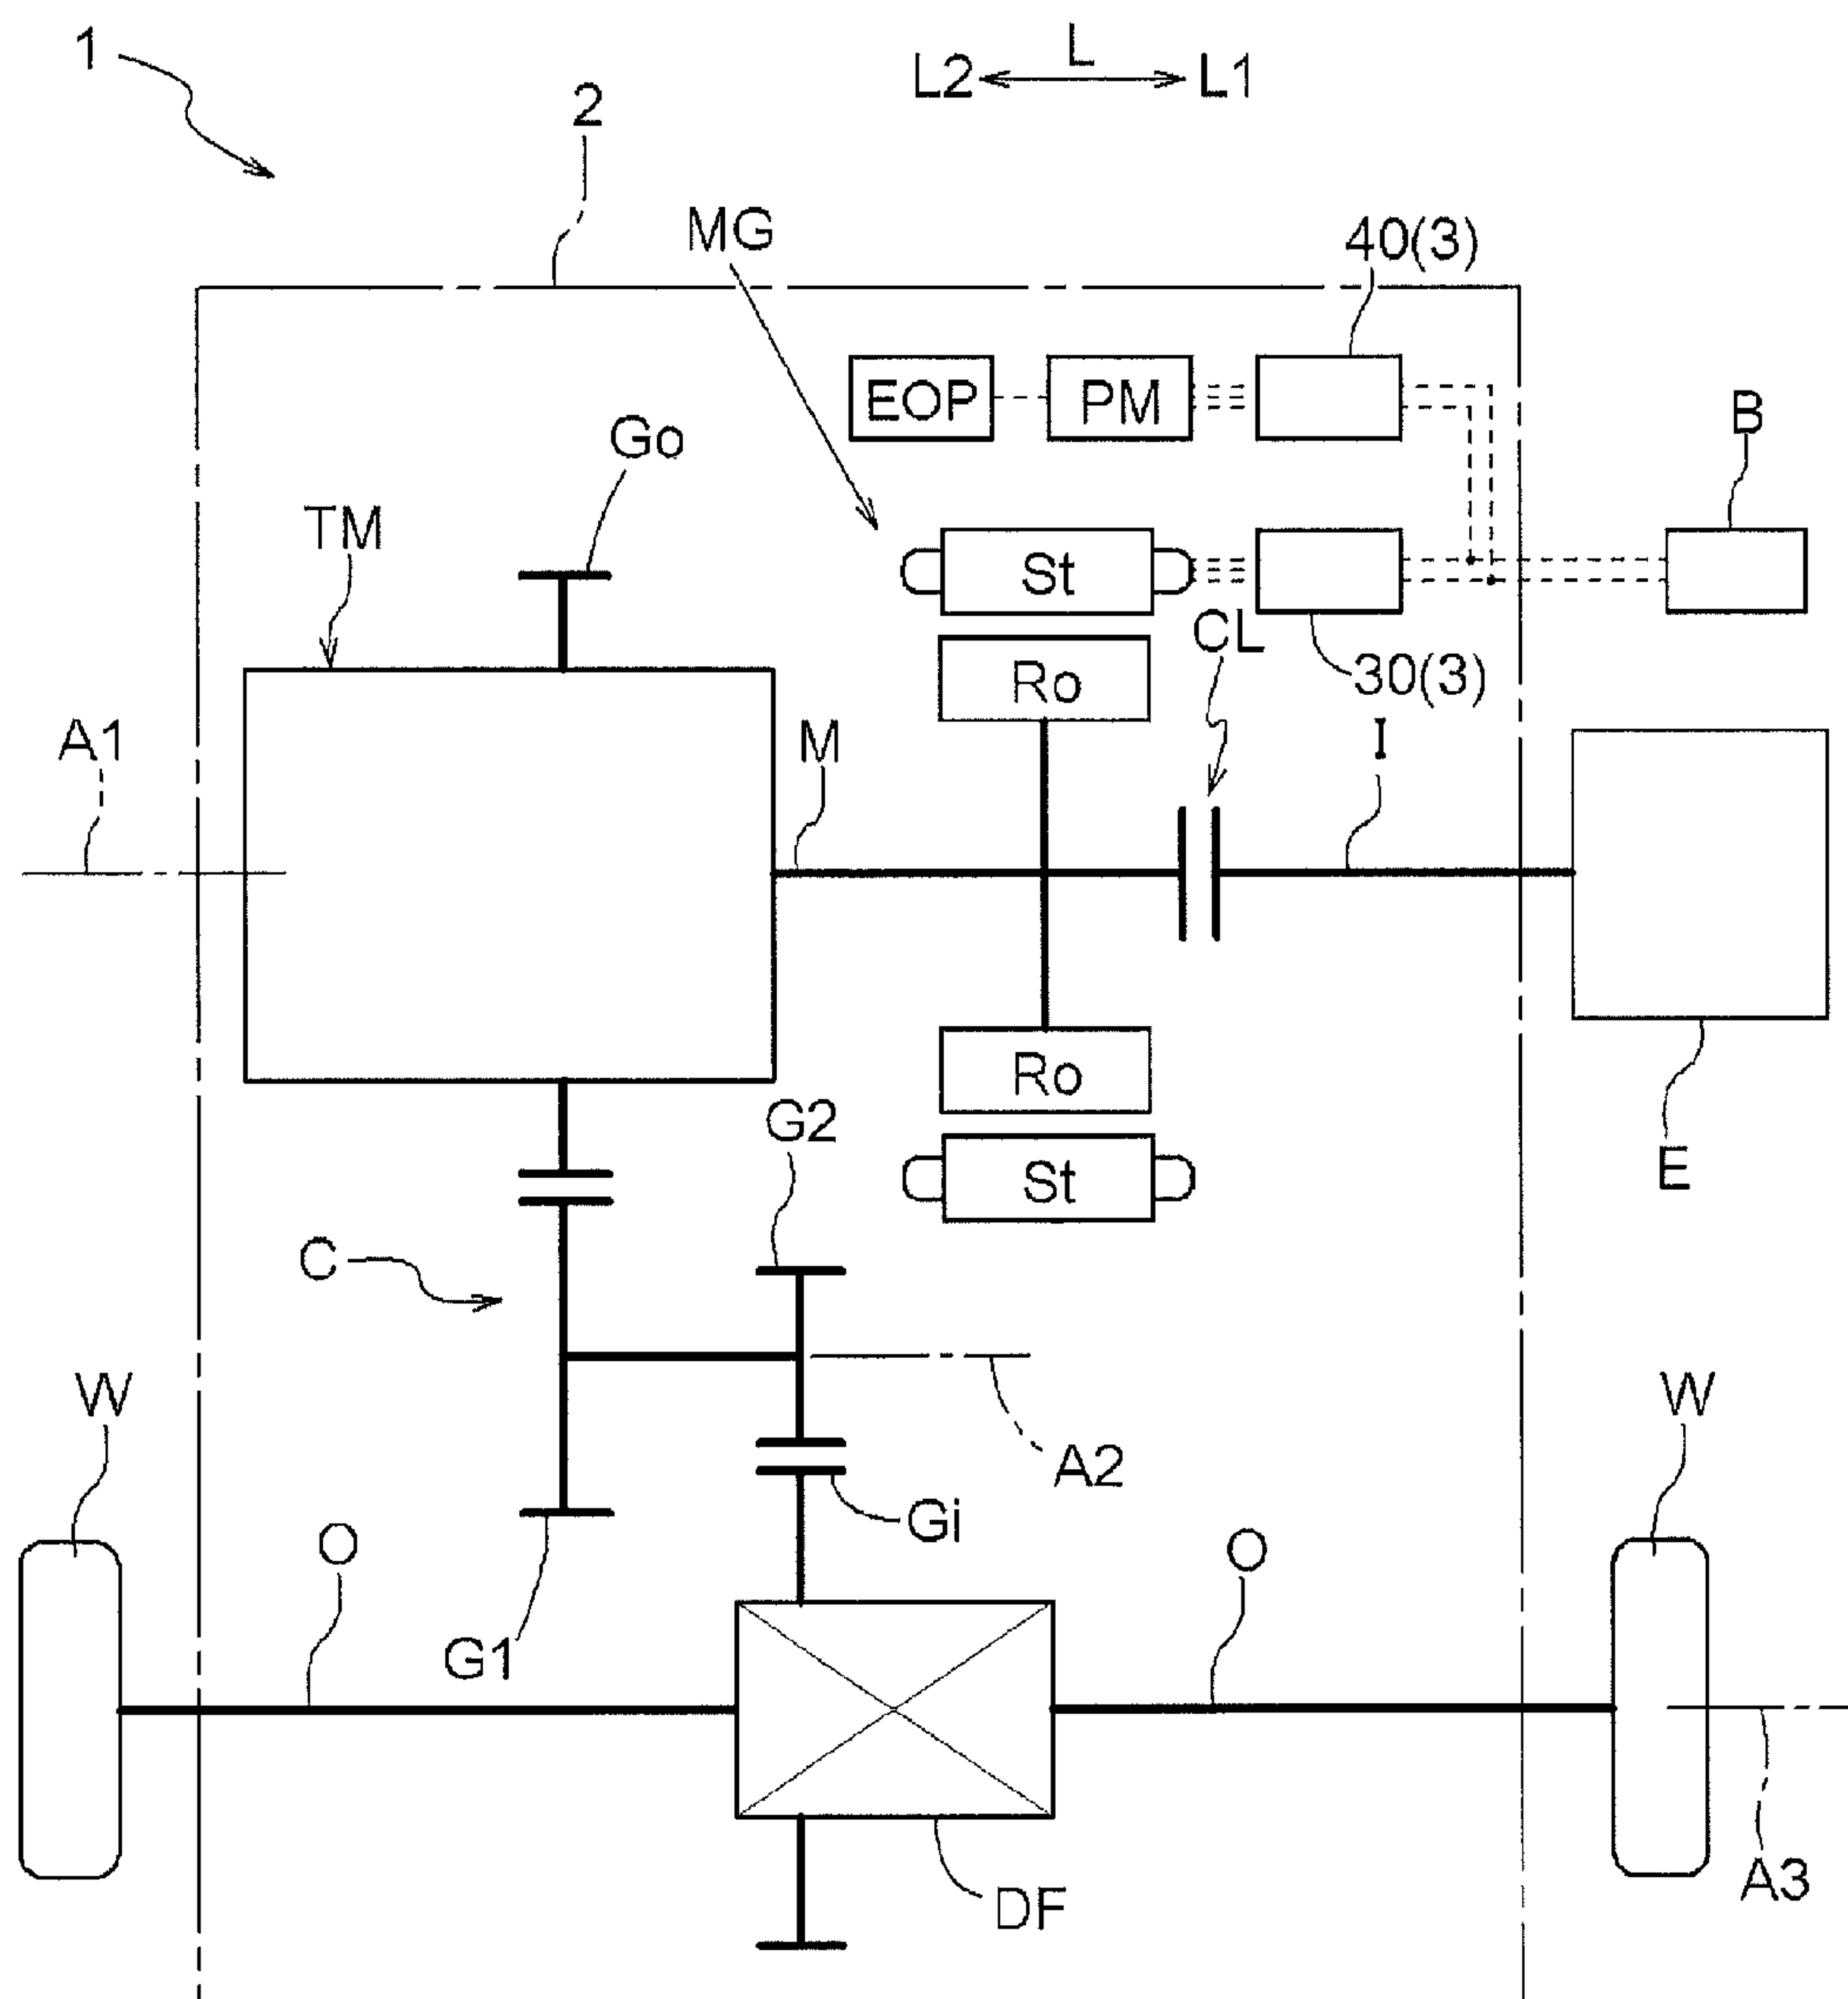 1
L
L2
L1
2
MG
40(3)
EOP
PM
B
Go
TM
St
CL
30(3)
Ro
A1
M
I
Ro
G2
E
St
C
W
W
A2
Gi
O
O
G1
A3
DF